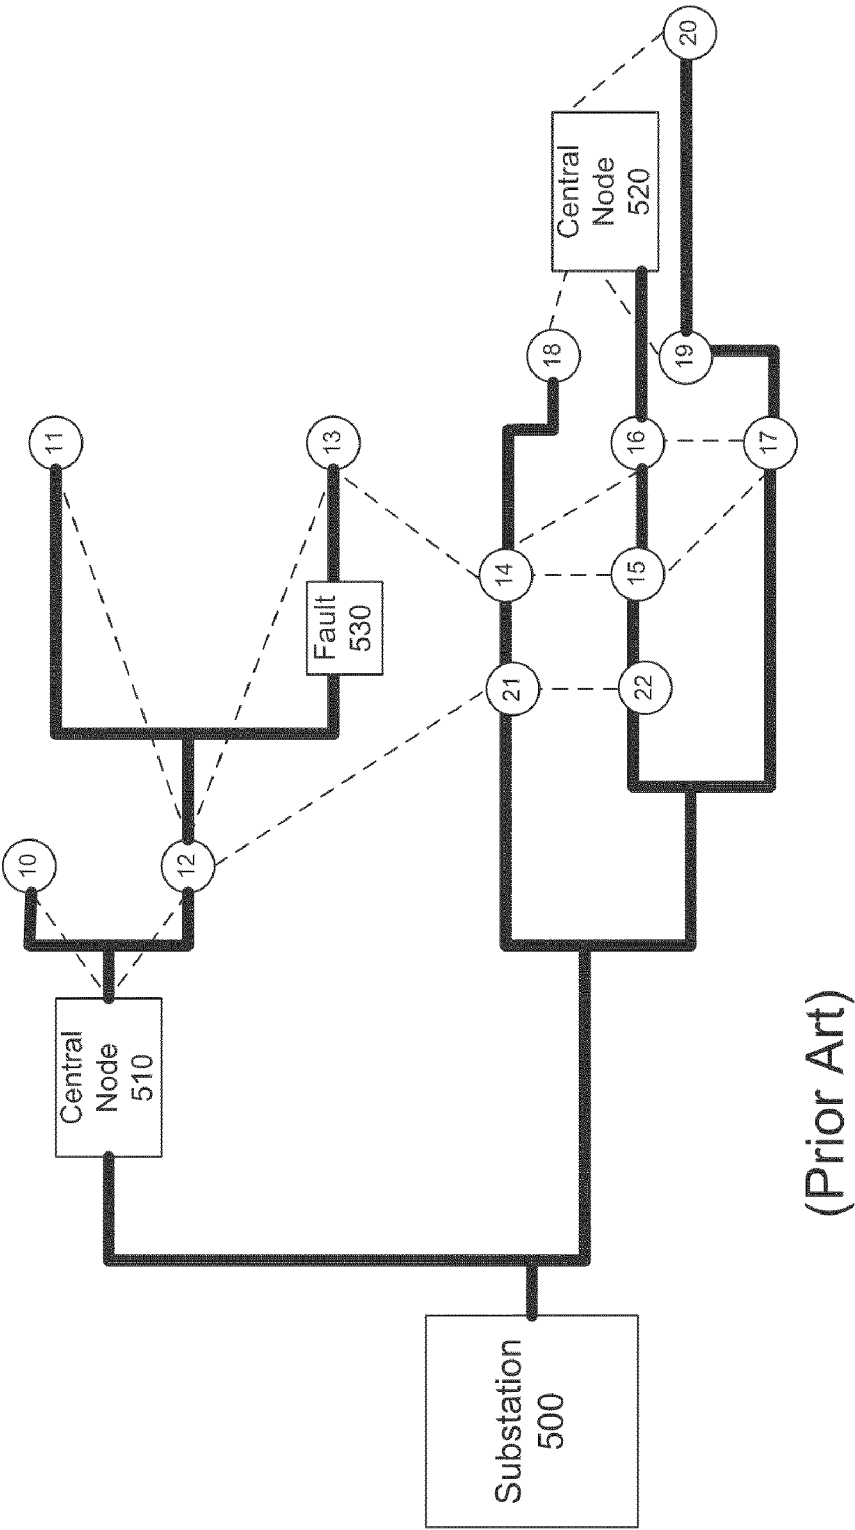 10
11
Central
Node
510
12
13
Fault
530
21
14
18
Substation
500
Central
Node
520
22
15
16
19
20
17
(Prior Art)